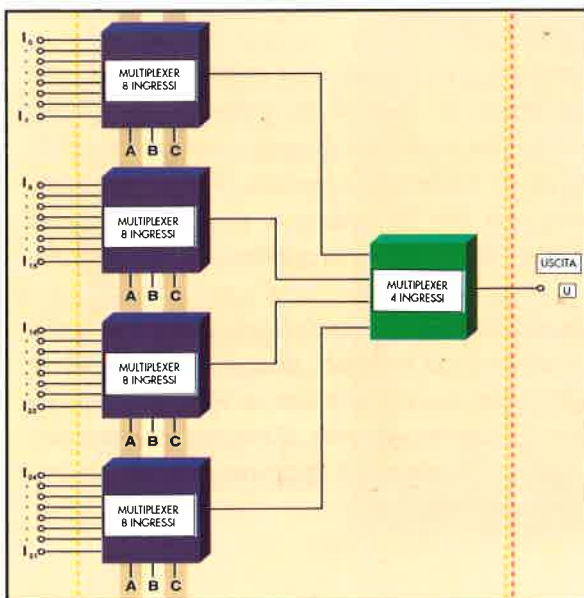 I0
MULTIPLEXER
8 INGRESSI
I7
A B C
I8
MULTIPLEXER
8 INGRESSI
I15
A B C
I16
MULTIPLEXER
8 INGRESSI
I23
A B C
I24
MULTIPLEXER
8 INGRESSI
I31
A B C
MULTIPLEXER
4 INGRESSI
USCITA
U